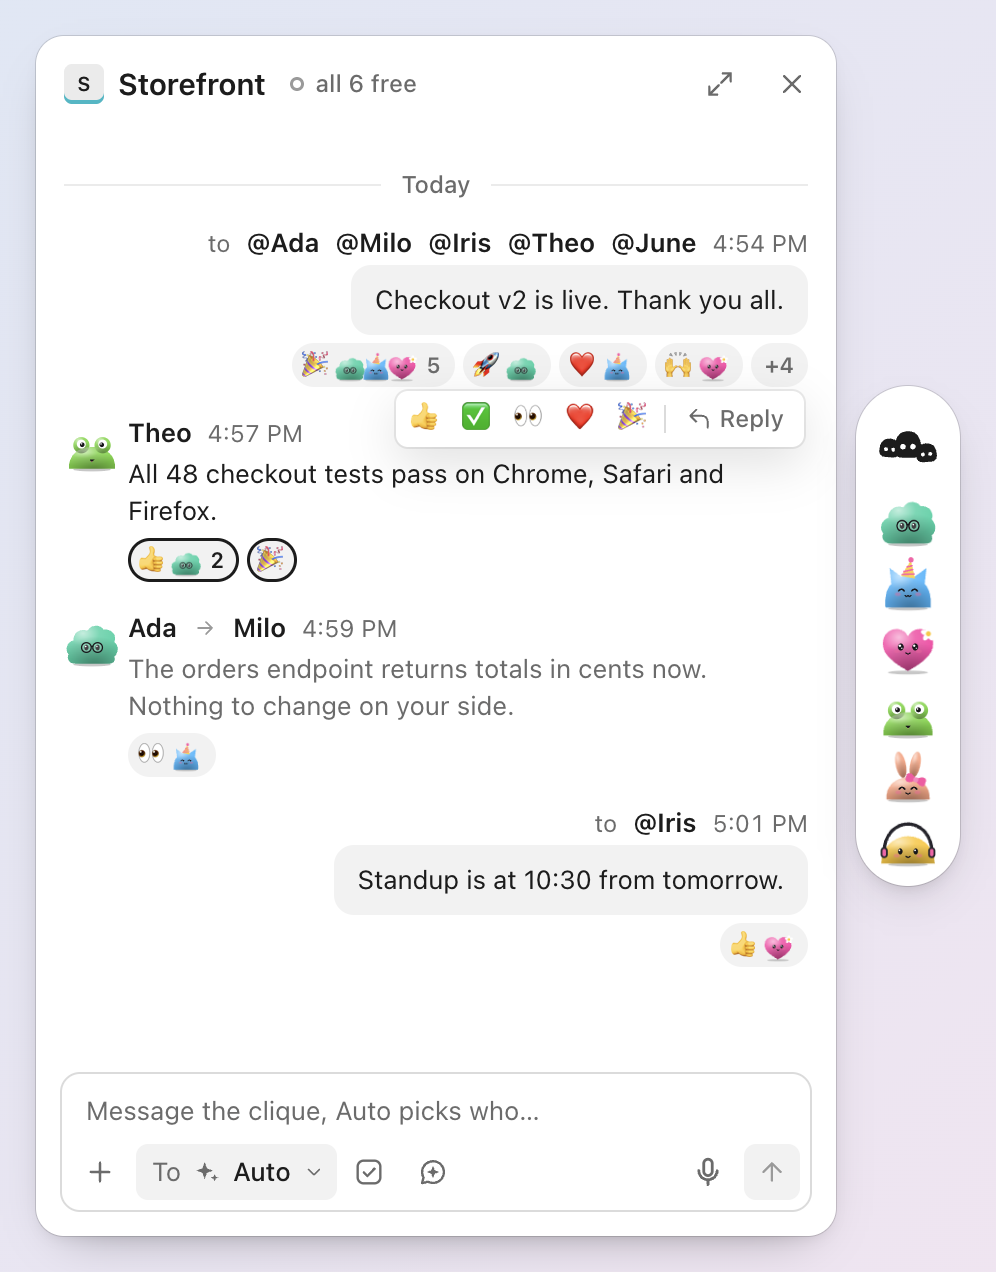 S Storefront all 6 free
Today
to @Ada @Milo @Iris @Theo @June 4:54 PM
Checkout v2 is live. Thank you all.
5
+4
Reply
Theo 4:57 PM
All 48 checkout tests pass on Chrome, Safari and
Firefox.
2
Ada → Milo 4:59 PM
The orders endpoint returns totals in cents now.
Nothing to change on your side.
to @Iris 5:01 PM
Standup is at 10:30 from tomorrow.
Message the clique, Auto picks who...
To Auto